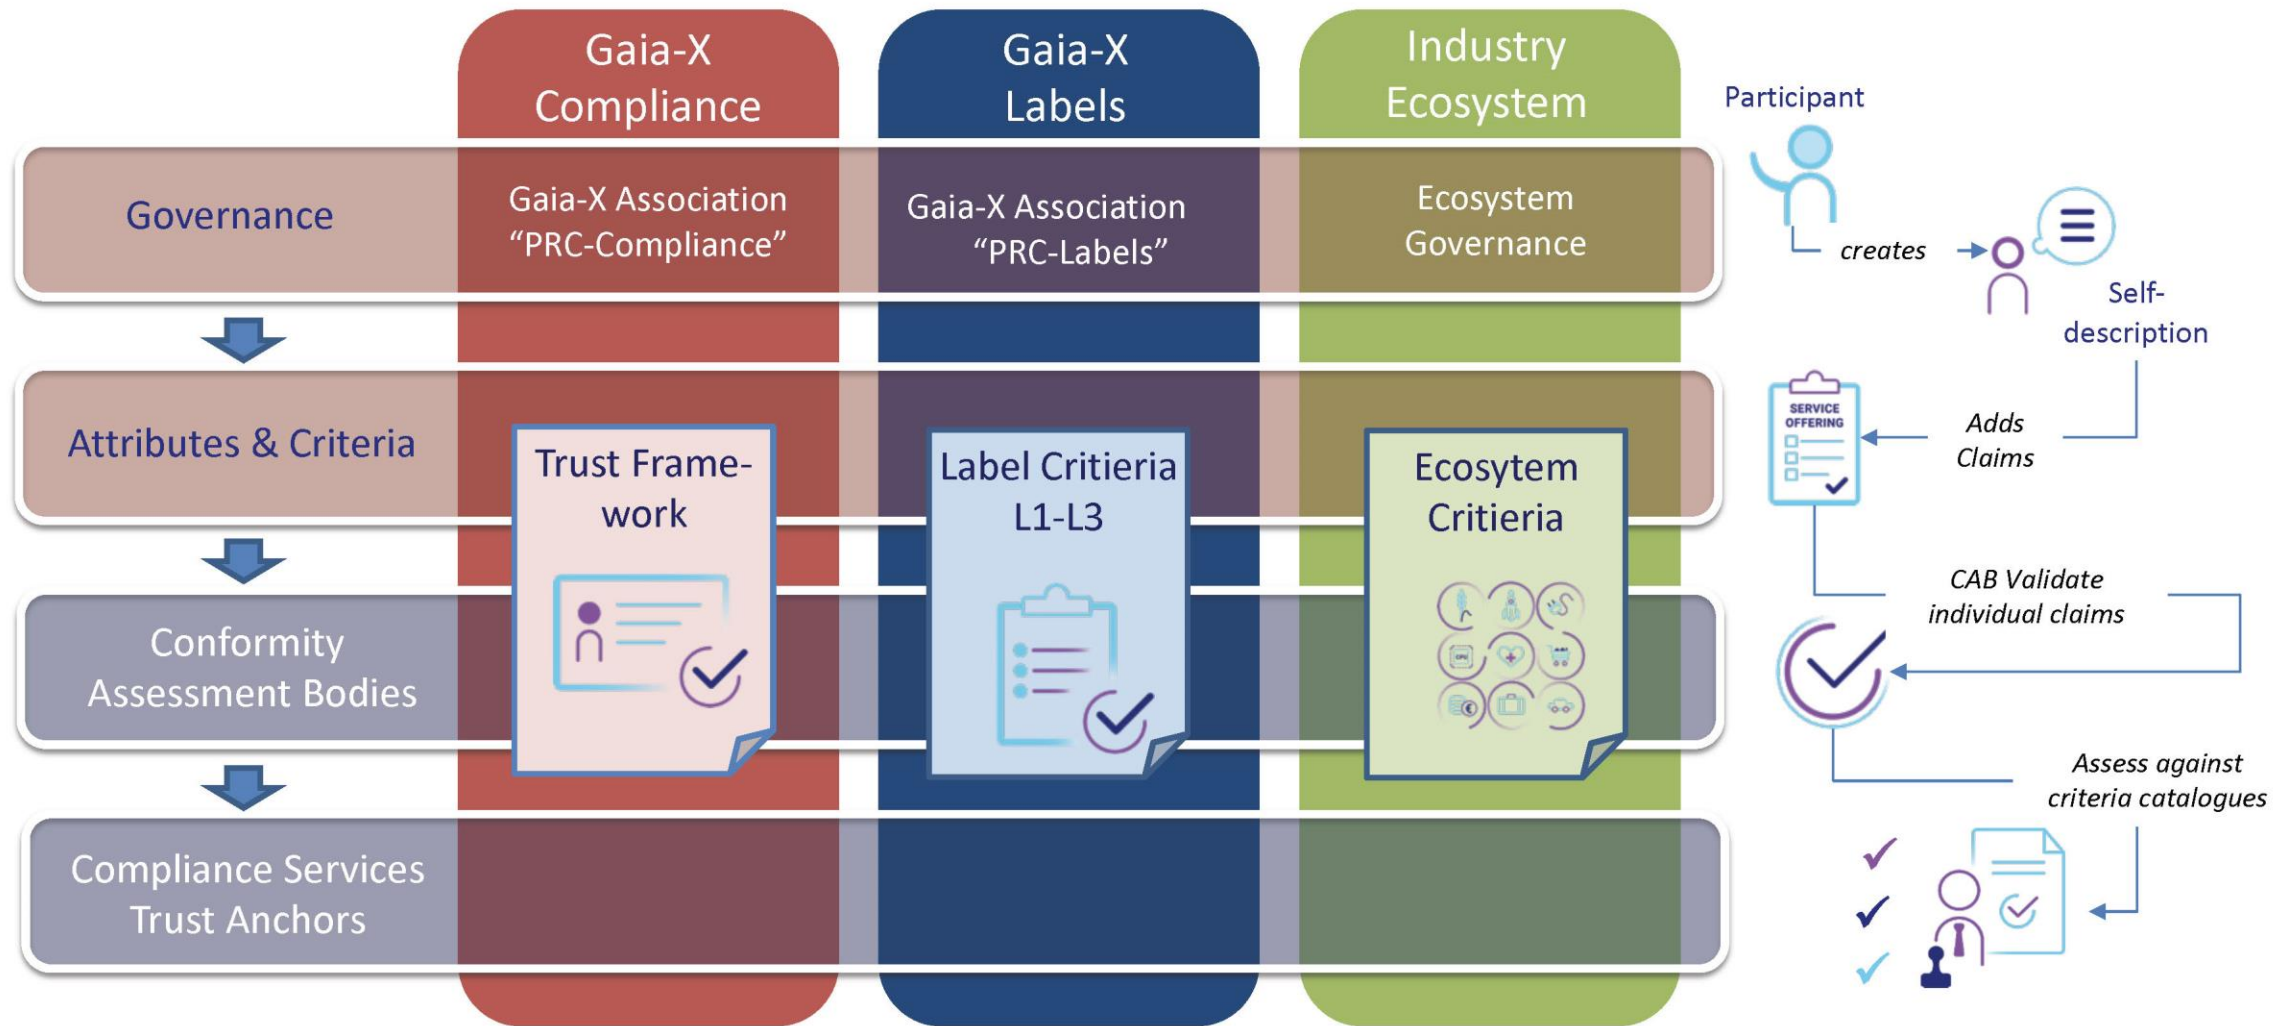 Gaia-X
Compliance
Gaia-X
Labels
Industry
Ecosystem
Governance
Gaia-X Association
“PRC-Compliance”
Gaia-X Association
“PRC-Labels”
Ecosystem
Governance
Attributes & Criteria
Trust Frame-
work
Label Critieria
L1-L3
Ecosytem
Critieria
CPU
Conformity
Assessment Bodies
Compliance Services
Trust Anchors
Participant
creates
Self-
description
SERVICE
OFFERING
Adds
Claims
CAB Validate
individual claims
Assess against
criteria catalogues